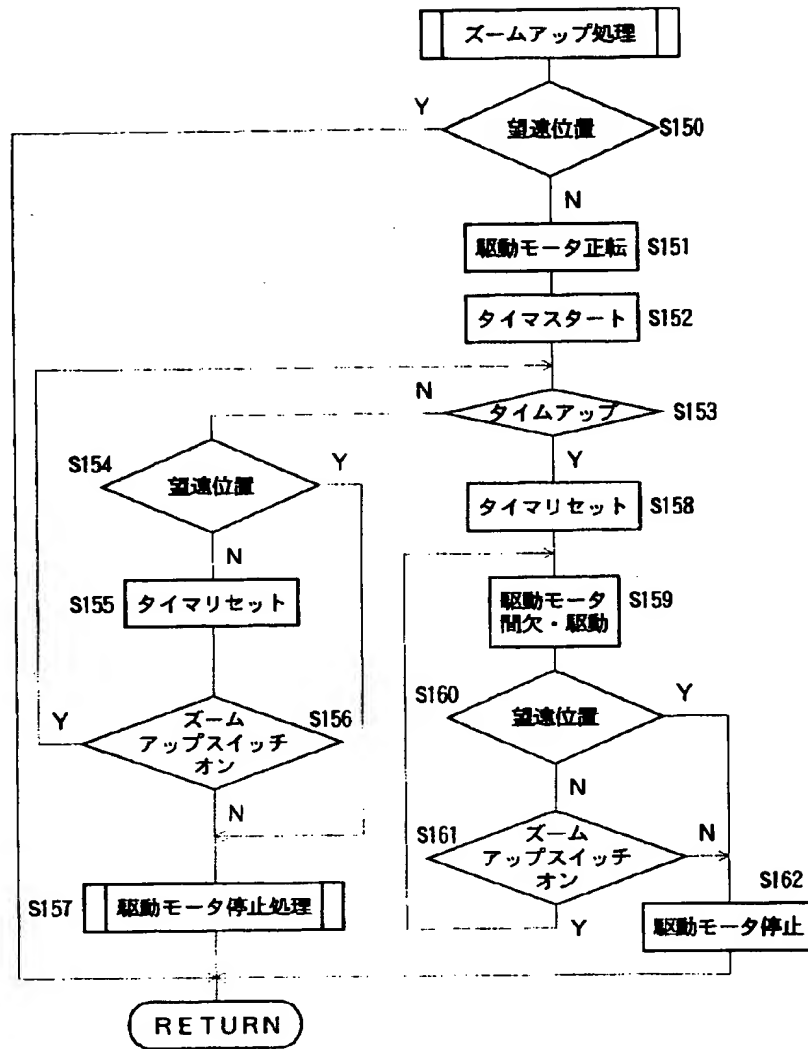 ズームアップ処理
Y
望遠位置
S150
N
駆動モータ正転
S151
タイマスタート
S152
N
タイムアップ
S153
Y
S154
望遠位置
Y
N
S155
タイマリセット
Y
ズーム
アップスイッチ
オン
S156
N
S157
駆動モータ停止処理
タイマリセット
S158
駆動モータ
間欠・駆動
S159
S160
望遠位置
Y
N
S161
ズーム
アップスイッチ
オン
N
Y
S162
駆動モータ停止
RETURN